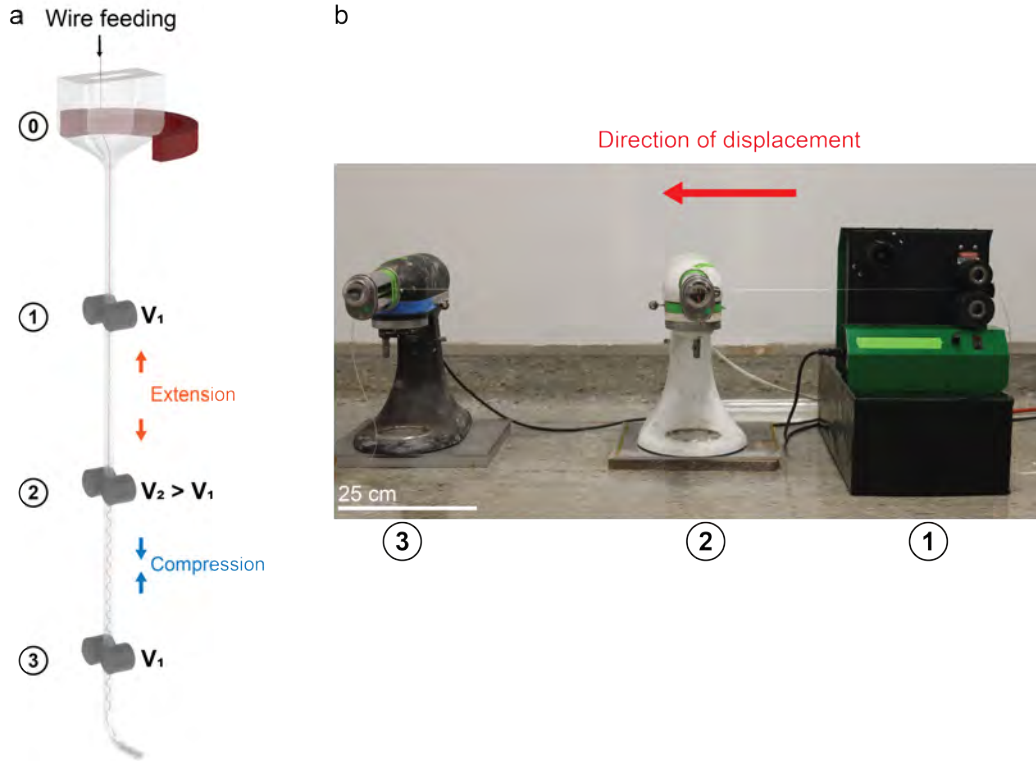 a
Wire feeding
0
1
V₁
Extension
2
V₂ > V₁
Compression
3
V₁
b
Direction of displacement
25 cm
3
2
1